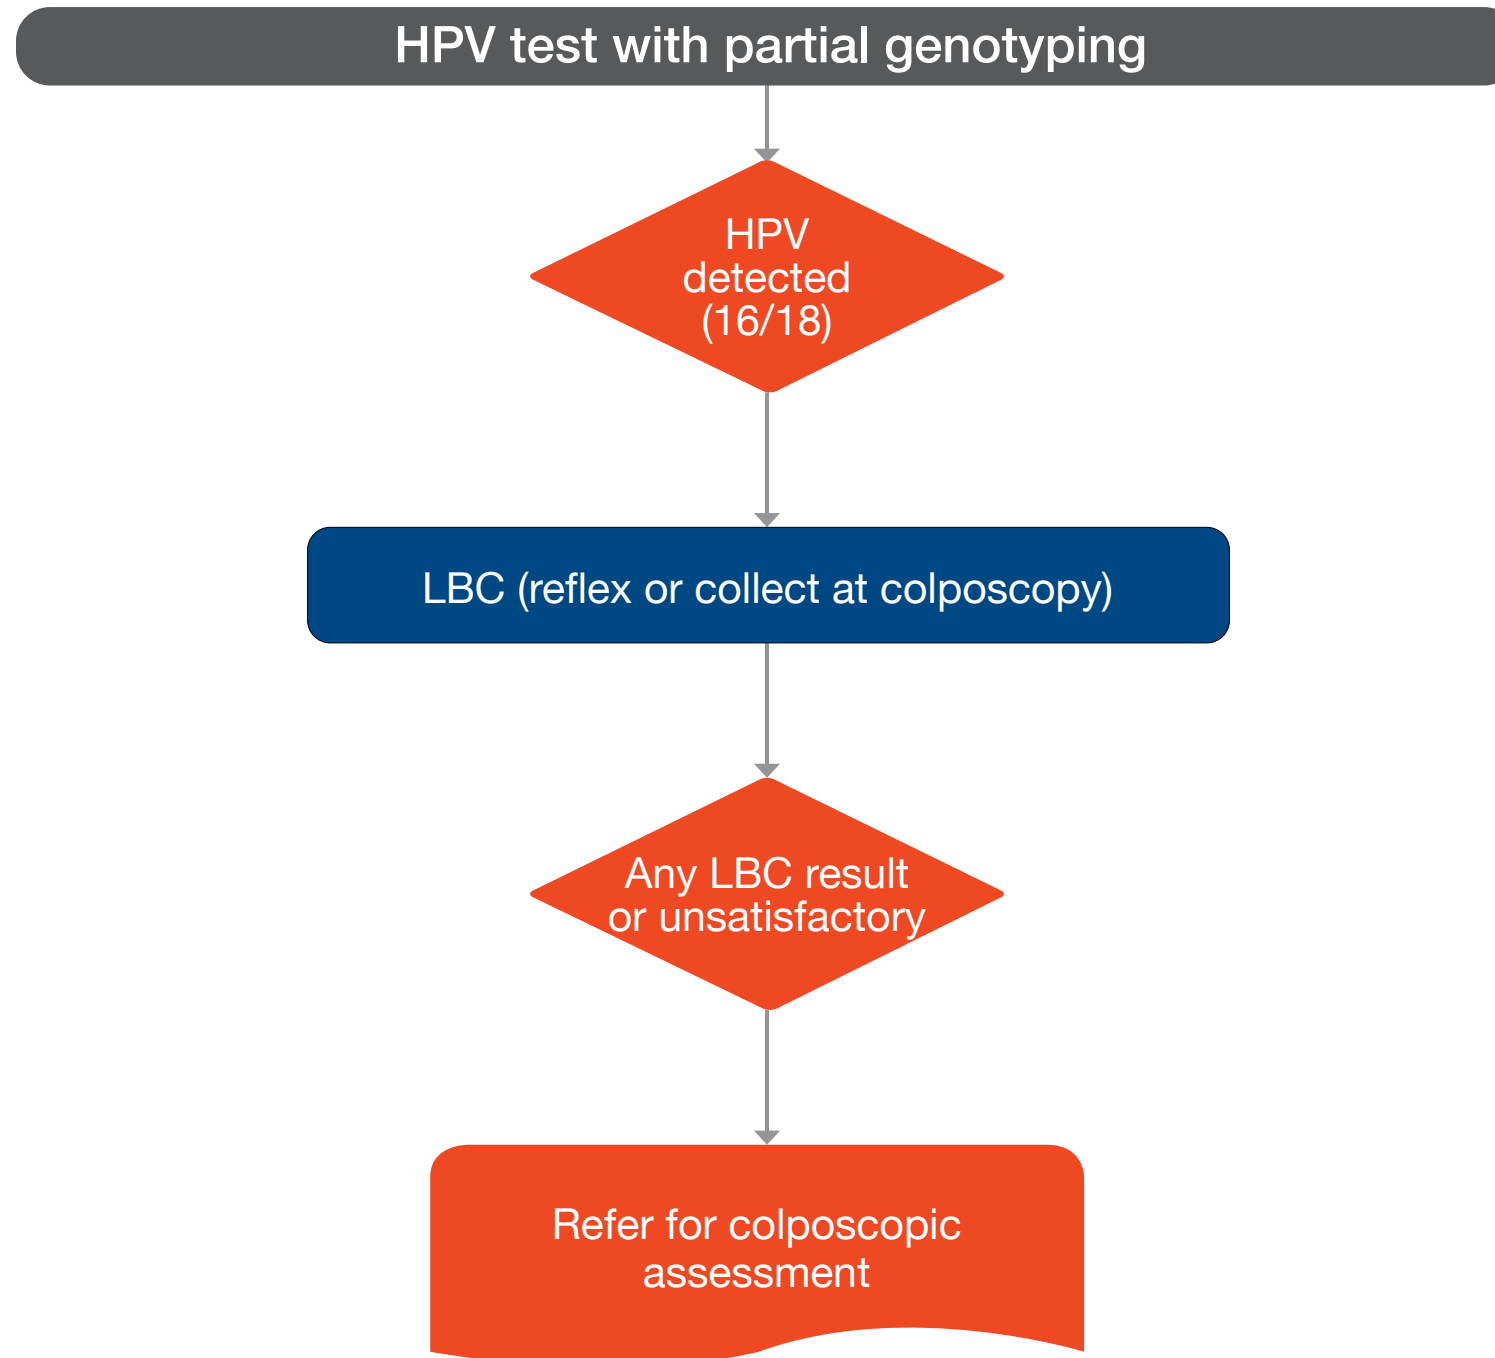 HPV test with partial genotyping
HPV
detected
(16/18)
LBC (reflex or collect at colposcopy)
Any LBC result
or unsatisfactory
Refer for colposcopic
assessment